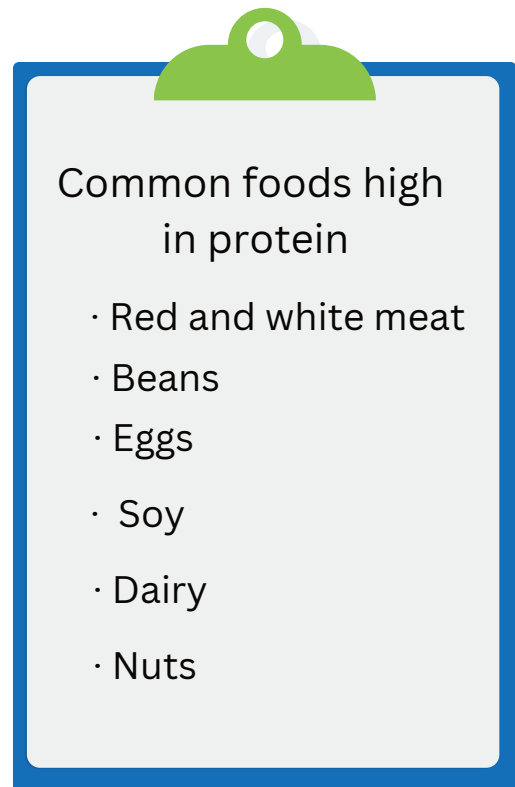 Common foods high
in protein
· Red and white meat
· Beans
· Eggs
· Soy
· Dairy
· Nuts